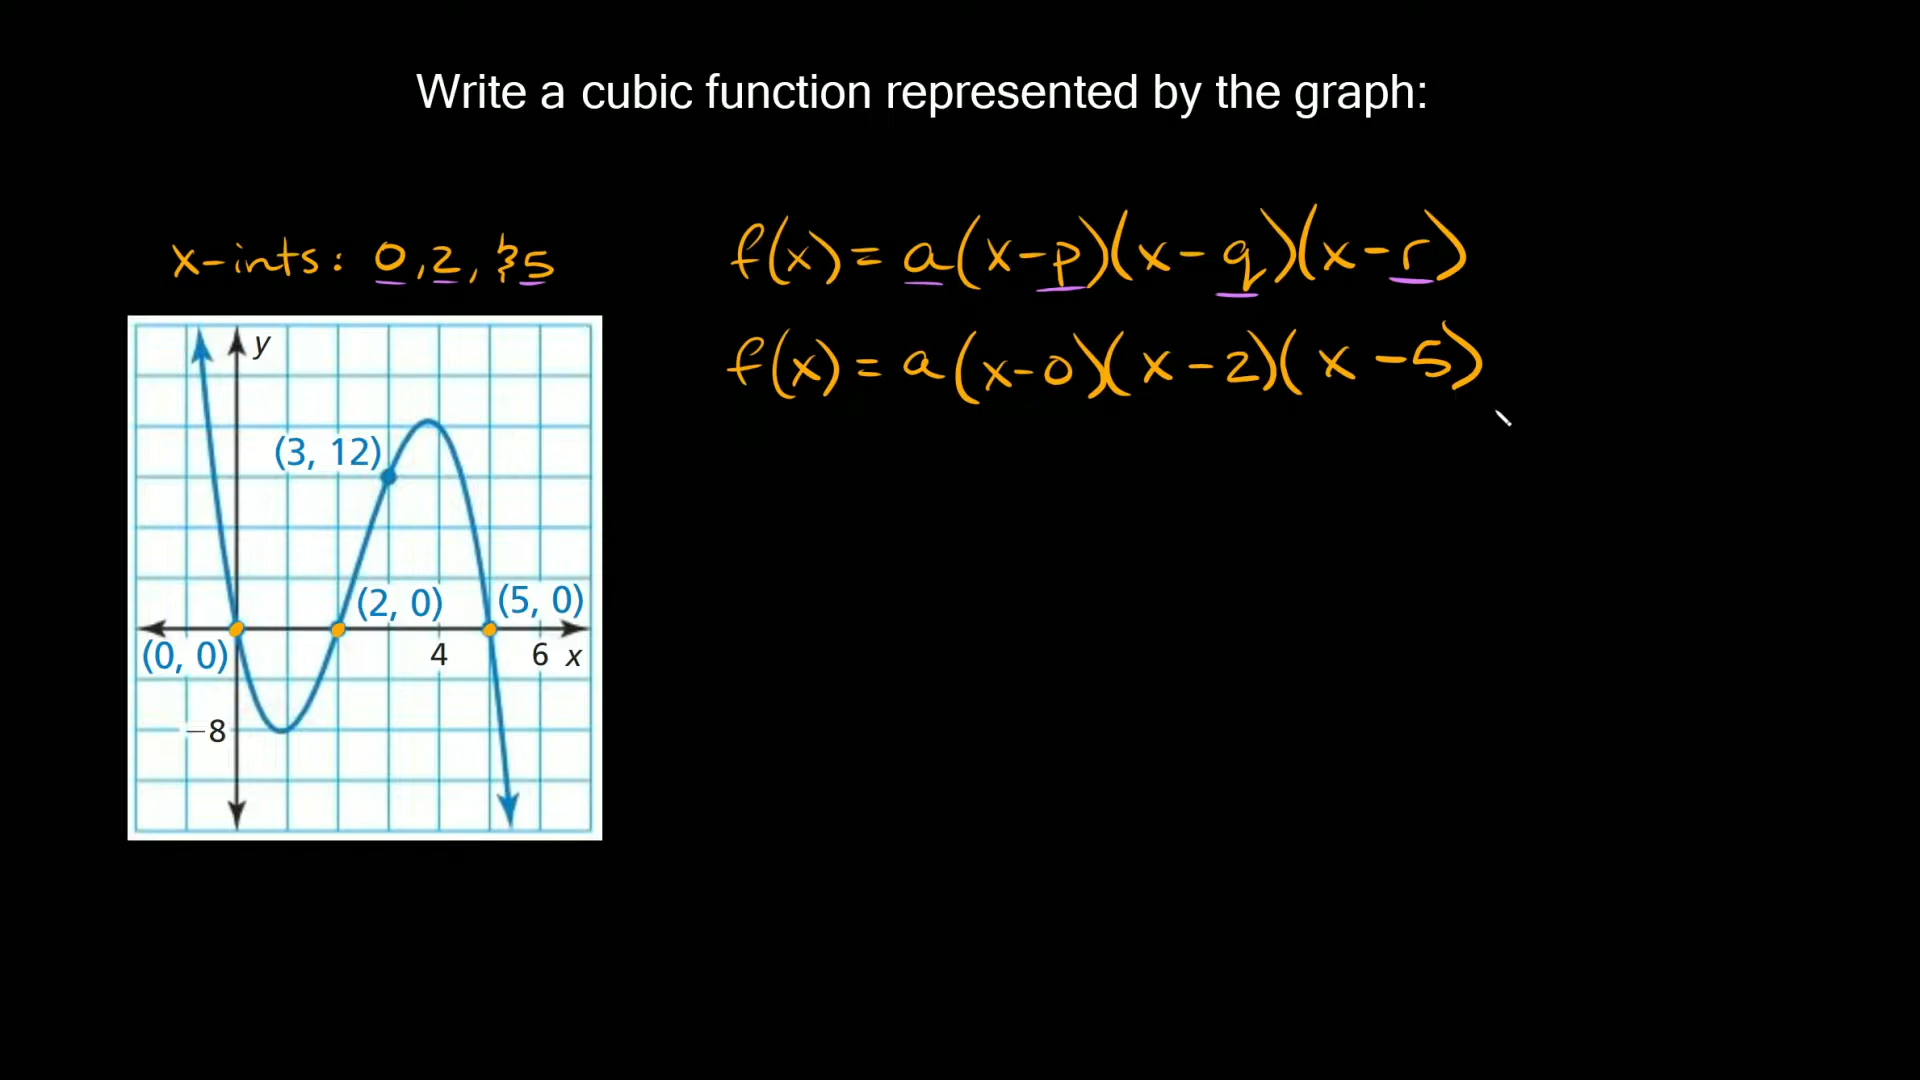 Write a cubic function represented by the graph:
x-ints: 0, 2, & 5
f(x) = a(x-p)(x-q)(x-r)
f(x) = a(x-0)(x-2)(x-5)
y
(3, 12)
(2, 0)
(5, 0)
(0, 0)
4
6
x
−8